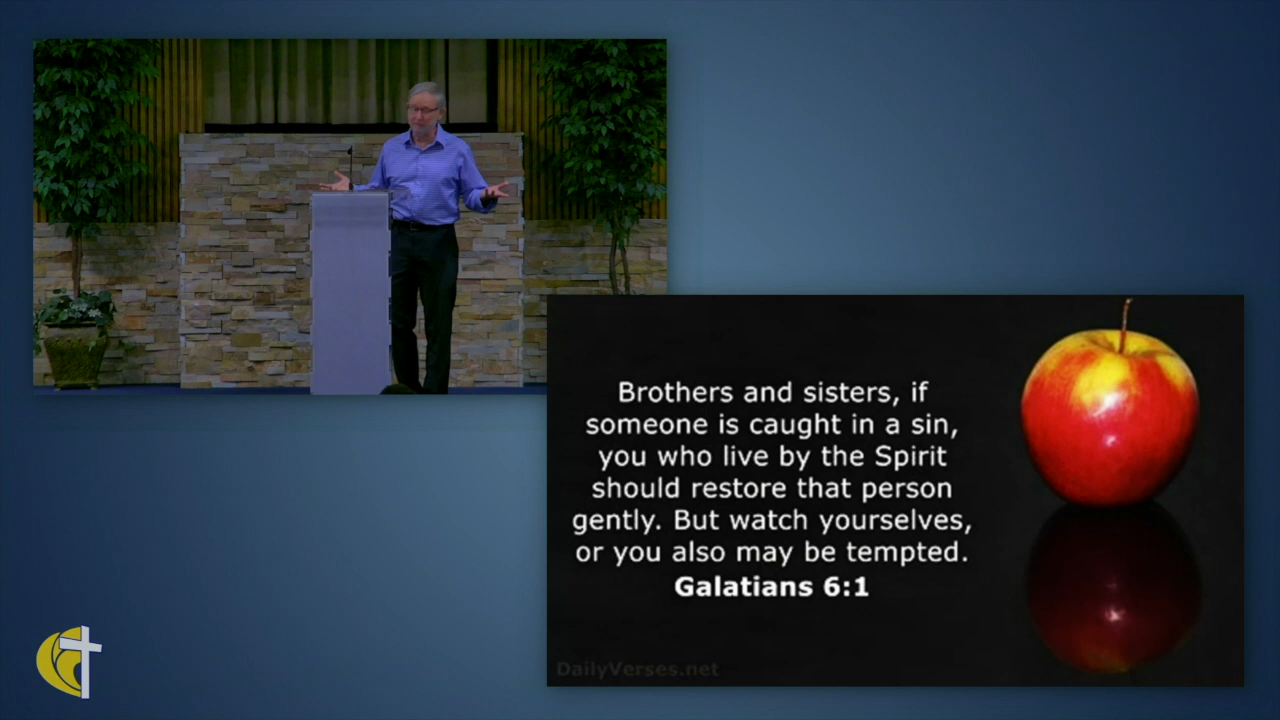 Brothers and sisters, if
someone is caught in a sin,
you who live by the Spirit
should restore that person
gently. But watch yourselves,
or you also may be tempted.
Galatians 6:1
DailyVerses.net